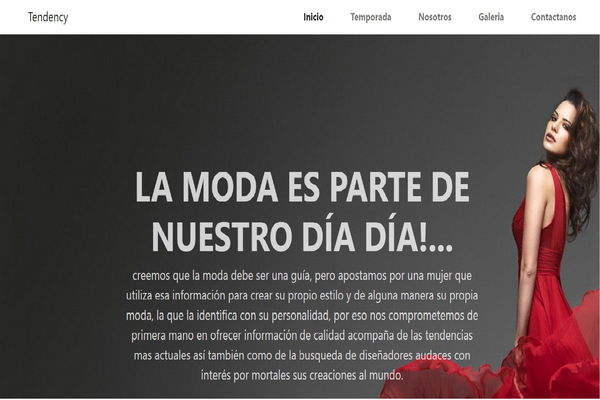 Tendency Inicio Temporada Nosotros Galeria Contactanos
LA MODA ES PARTE DE
NUESTRO DÍA DÍA!...
creemos que la moda debe ser una guía, pero apostamos por una mujer que
utiliza esa información para crear su propio estilo y de alguna manera su propia
moda, la que la identifica con su personalidad, por eso nos comprometemos de
primera mano en ofrecer información de calidad acompaña de las tendencias
mas actuales así también como de la busqueda de diseñadores audaces con
interés por mortales sus creaciones al mundo.